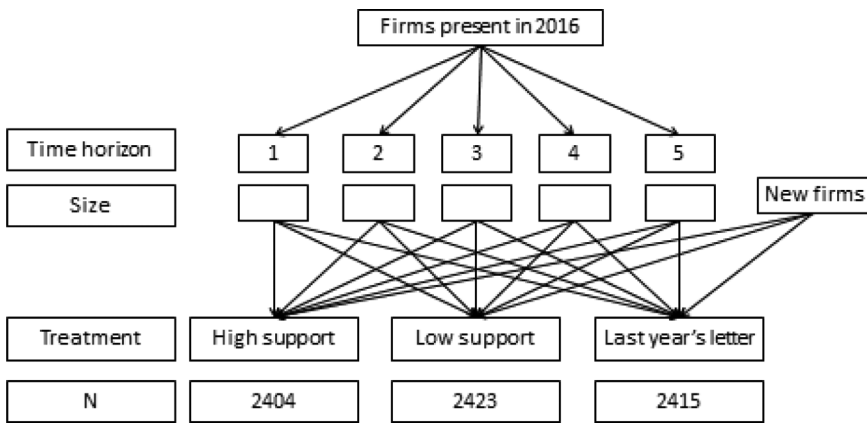 Firms present in 2016
Time horizon 1 2 3 4 5
Size
New firms
Treatment High support Low support Last year's letter
N 2404 2423 2415